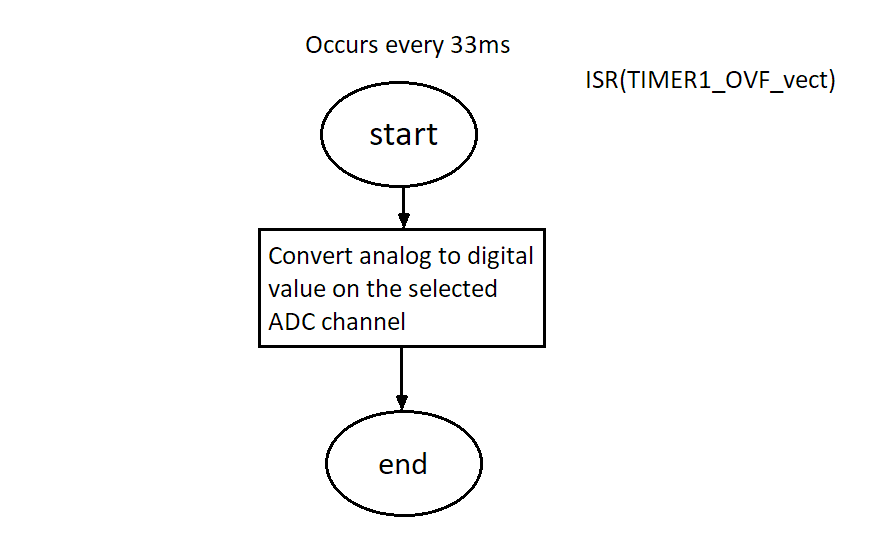 Occurs every 33ms
ISR(TIMER1_OVF_vect)
start
Convert analog to digital
value on the selected
ADC channel
end